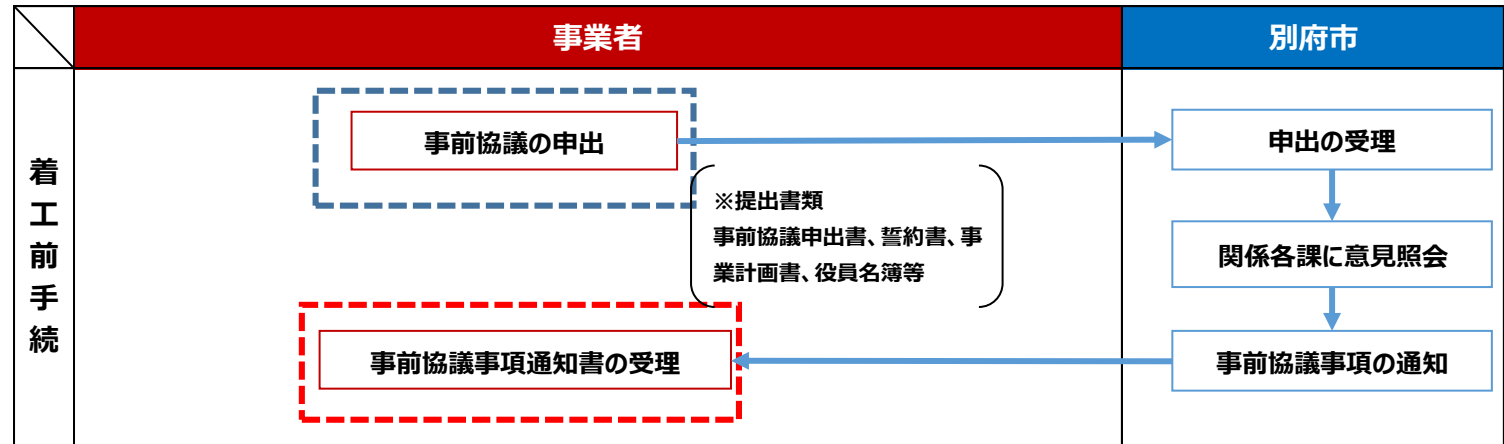 事業者
別府市
着工前手続
事前協議の申出
申出の受理
※提出書類
事前協議申出書、誓約書、事
業計画書、役員名簿等
関係各課に意見照会
事前協議事項通知書の受理
事前協議事項の通知